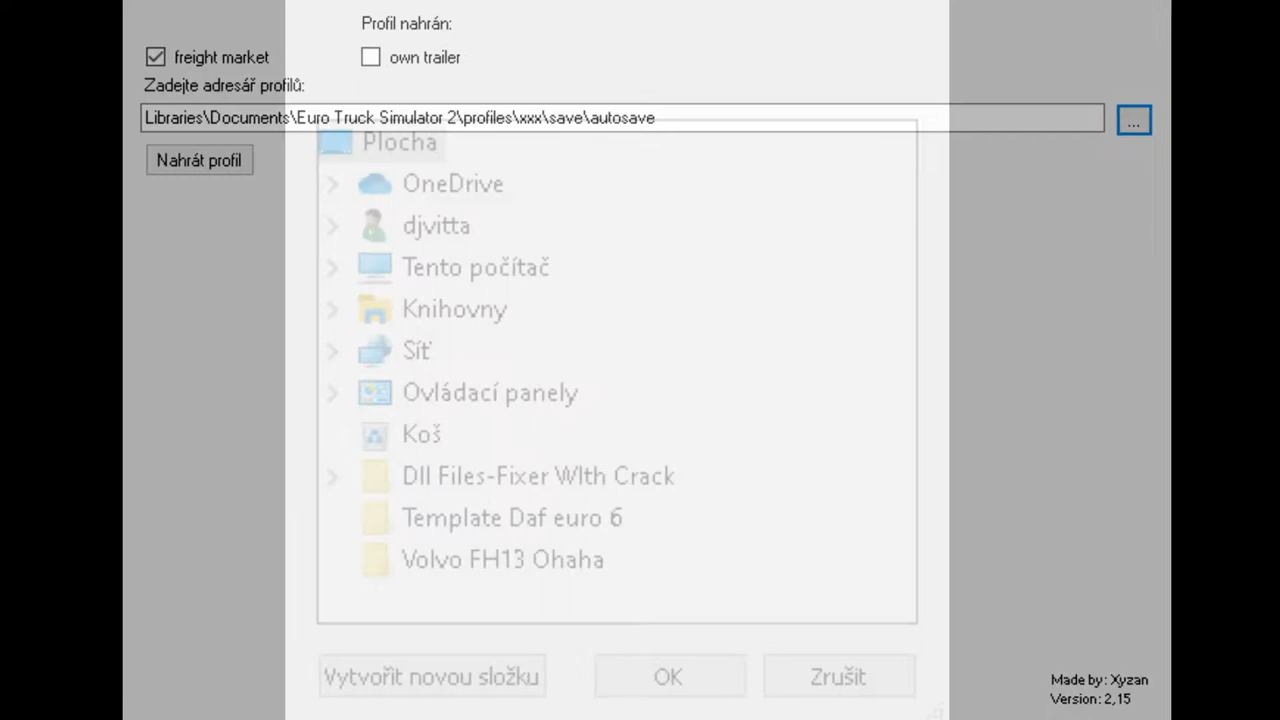 Profil nahrán:
freight market
own trailer
Zadejte adresář profilů:
Libraries\Documents\Euro Truck Simulator 2\profiles\xxx\save\autosave
...
Nahrát profil
Plocha
OneDrive
djvitta
Tento počítač
Knihovny
Síť
Ovládací panely
Koš
Dll Files-Fixer WIth Crack
Template Daf euro 6
Volvo FH13 Ohaha
Vytvořit novou složku
OK
Zrušit
Made by: Xyzan
Version: 2,15